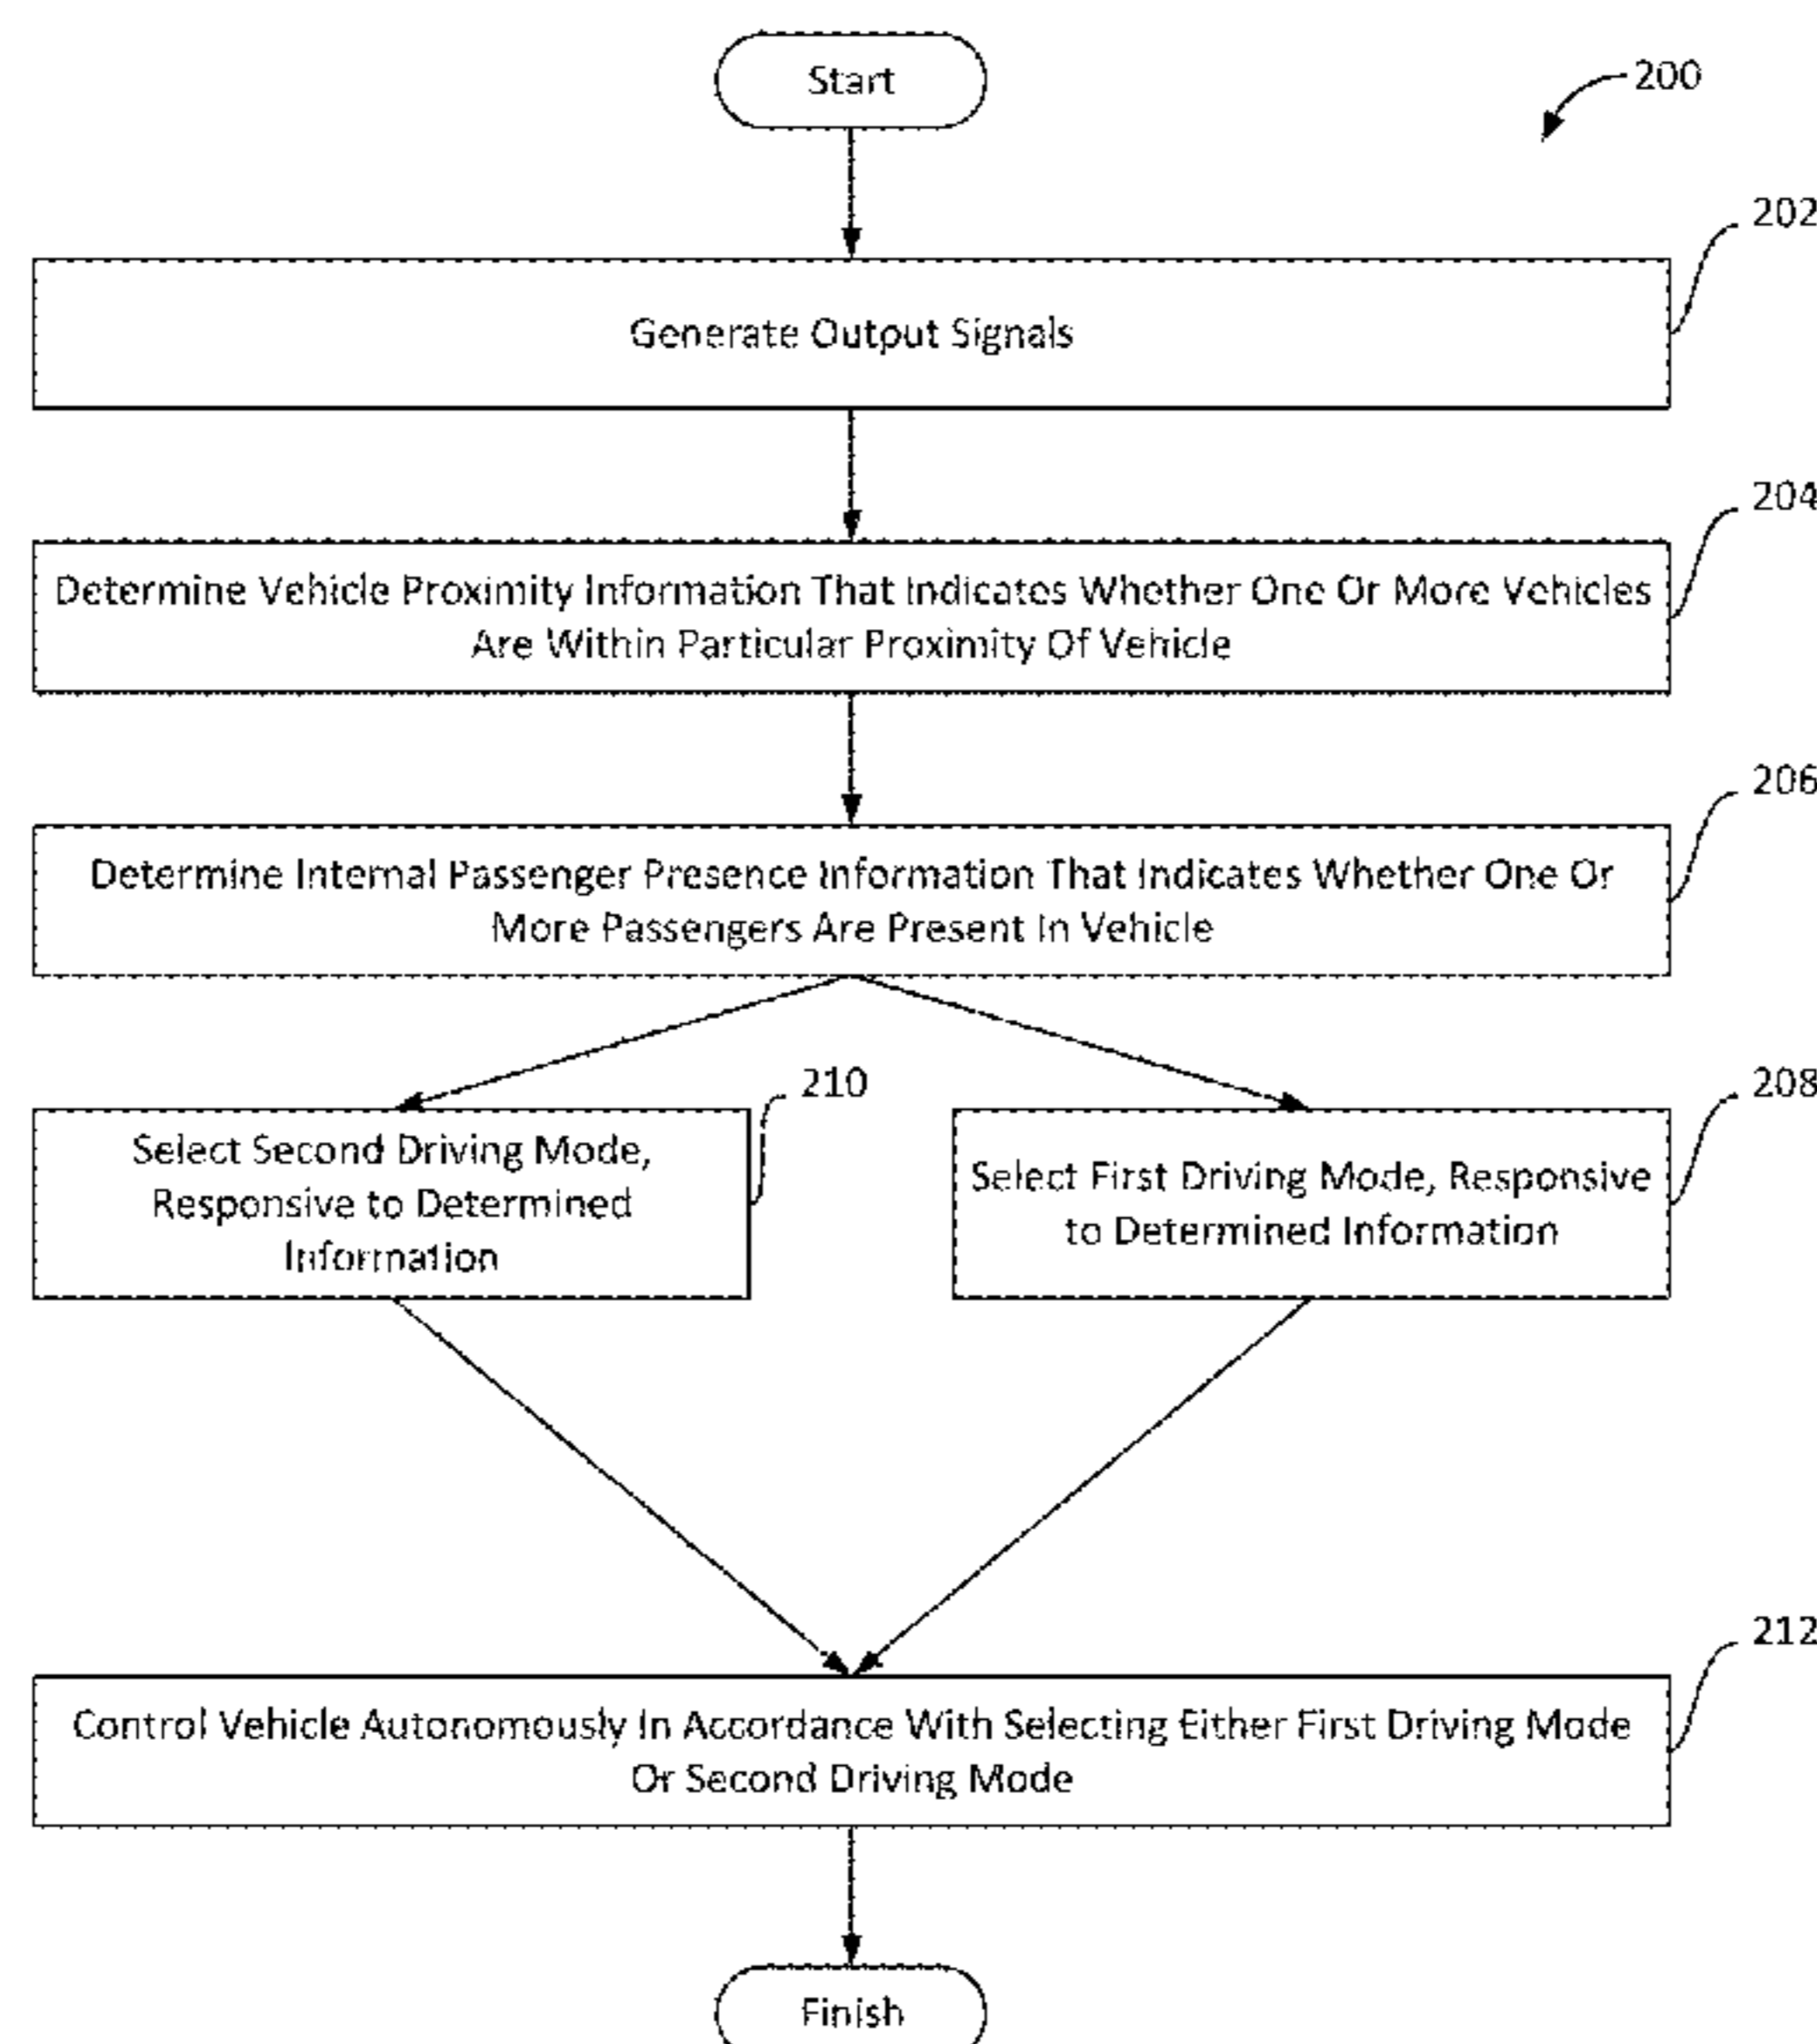 Start
200
202
Generate Output Signals
204
Determine Vehicle Proximity Information That Indicates Whether One Or More Vehicles
Are Within Particular Proximity Of Vehicle
206
Determine Internal Passenger Presence Information That Indicates Whether One Or
More Passengers Are Present In Vehicle
210
Select Second Driving Mode,
Responsive to Determined
Information
208
Select First Driving Mode, Responsive
to Determined Information
212
Control Vehicle Autonomously In Accordance With Selecting Either First Driving Mode
Or Second Driving Mode
Finish